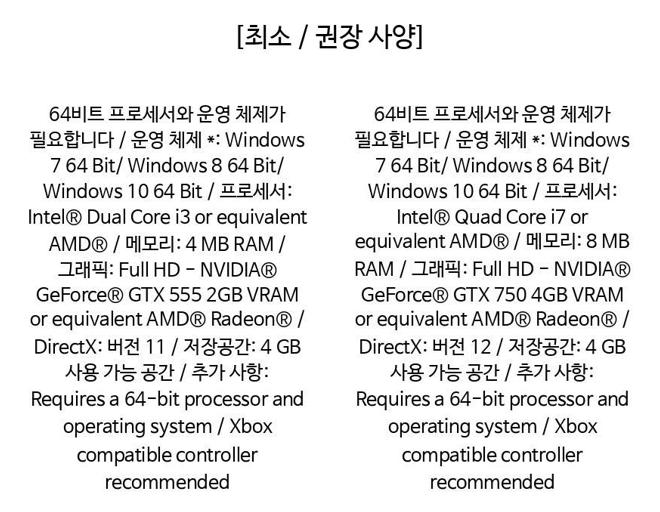 [최소 / 권장 사양]
64비트 프로세서와 운영 체제가
필요합니다 / 운영 체제 *: Windows
7 64 Bit/ Windows 8 64 Bit/
Windows 10 64 Bit / 프로세서:
Intel® Dual Core i3 or equivalent
AMD® / 메모리: 4 MB RAM /
그래픽: Full HD - NVIDIA®
GeForce® GTX 555 2GB VRAM
or equivalent AMD® Radeon® /
DirectX: 버전 11 / 저장공간: 4 GB
사용 가능 공간 / 추가 사항:
Requires a 64-bit processor and
operating system / Xbox
compatible controller
recommended
64비트 프로세서와 운영 체제가
필요합니다 / 운영 체제 *: Windows
7 64 Bit/ Windows 8 64 Bit/
Windows 10 64 Bit / 프로세서:
Intel® Quad Core i7 or
equivalent AMD® / 메모리: 8 MB
RAM / 그래픽: Full HD - NVIDIA®
GeForce® GTX 750 4GB VRAM
or equivalent AMD® Radeon® /
DirectX: 버전 12 / 저장공간: 4 GB
사용 가능 공간 / 추가 사항:
Requires a 64-bit processor and
operating system / Xbox
compatible controller
recommended